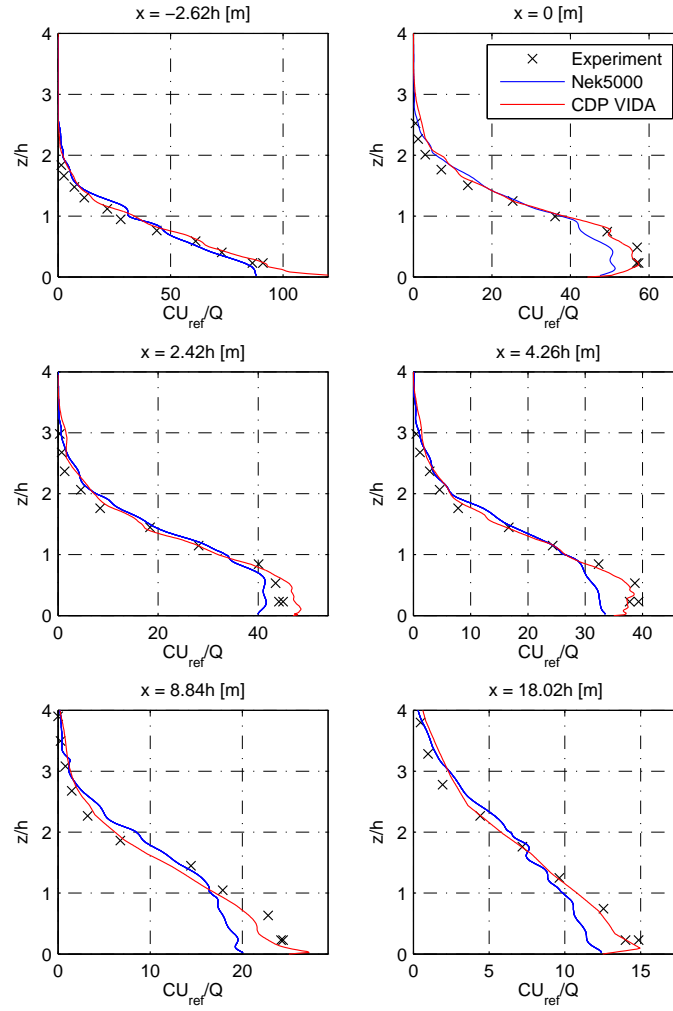 x = −2.62h [m]
x = 0 [m]
Experiment
Nek5000
CDP VIDA
4
3
2
1
0
z/h
0 50 100
CU_ref/Q
4
3
2
1
0
z/h
0 20 40 60
CU_ref/Q
x = 2.42h [m]
x = 4.26h [m]
4
3
2
1
0
z/h
0 20 40
CU_ref/Q
4
3
2
1
0
z/h
0 10 20 30 40
CU_ref/Q
x = 8.84h [m]
x = 18.02h [m]
4
3
2
1
0
z/h
0 10 20
CU_ref/Q
4
3
2
1
0
z/h
0 5 10 15
CU_ref/Q